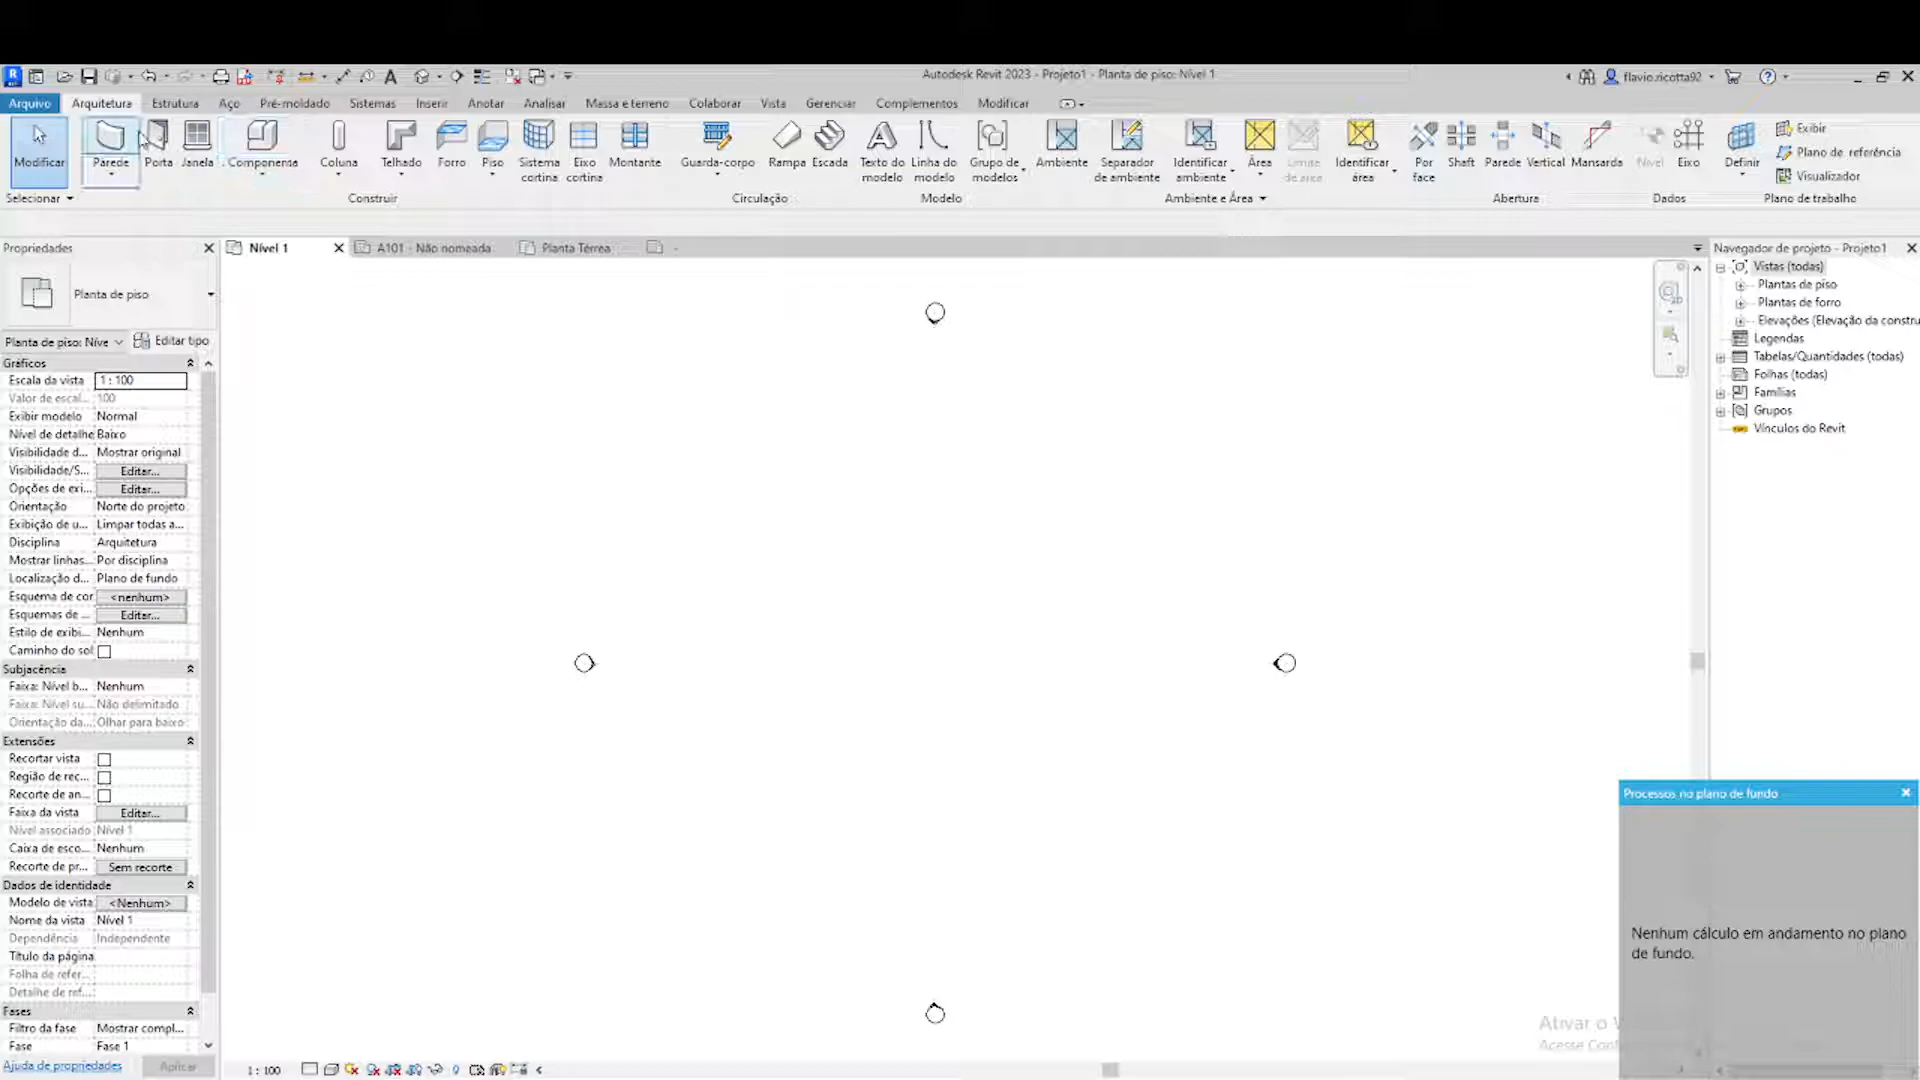 Autodesk Revit 2023 - Projeto1 - Planta de piso: Nível 1
flavio.ricotta92
Arquivo Arquitetura Estrutura Aço Pré-moldado Sistemas Inserir Anotar Analisar Massa e terreno Colaborar Vista Gerenciar Complementos Modificar
Modificar Parede Porta Janela Componente Coluna Telhado Forro Piso Sistema cortina Eixo cortina Montante Guarda-corpo Rampa Escada Texto do modelo Linha do modelo Grupo de modelos Ambiente Separador de ambiente Identificar ambiente Área Limite de área Identificar área Por face Shaft Parede Vertical Mansarda Nível Eixo Definir
Exibir
Plano de referência
Visualizador
Selecionar Construir Circulação Modelo Ambiente e Área Abertura Dados Plano de trabalho
Propriedades
Nível 1
A101 - Não nomeada
Planta Térrea
Navegador de projeto - Projeto1
Planta de piso
Planta de piso: Níve
Editar tipo
Gráficos
Escala da vista 1 : 100
Valor de escal... 100
Exibir modelo Normal
Nível de detalhe Baixo
Visibilidade d... Mostrar original
Visibilidade/S... Editar...
Opções de exi... Editar...
Orientação Norte do projeto
Exibição de u... Limpar todas a...
Disciplina Arquitetura
Mostrar linhas... Por disciplina
Localização d... Plano de fundo
Esquema de cor <nenhum>
Esquemas de ... Editar...
Estilo de exibi... Nenhum
Caminho do sol
Subjacência
Faixa: Nível b... Nenhum
Faixa: Nível su... Não delimitado
Orientação da... Olhar para baixo
Extensões
Recortar vista
Região de rec...
Recorte de an...
Faixa da vista Editar...
Nível associado Nível 1
Caixa de esco... Nenhum
Recorte de pr... Sem recorte
Dados de identidade
Modelo de vista <Nenhum>
Nome da vista Nível 1
Dependência Independente
Título da página
Folha de refer...
Detalhe de ref...
Fases
Filtro da fase Mostrar compl...
Fase Fase 1
Ajuda de propriedades
Aplicar
1 : 100
Vistas (todas)
Plantas de piso
Plantas de forro
Elevações (Elevação da constru
Legendas
Tabelas/Quantidades (todas)
Folhas (todas)
Famílias
Grupos
Vínculos do Revit
Processos no plano de fundo
Nenhum cálculo em andamento no plano
de fundo.
Ativar o
Acesse Conf